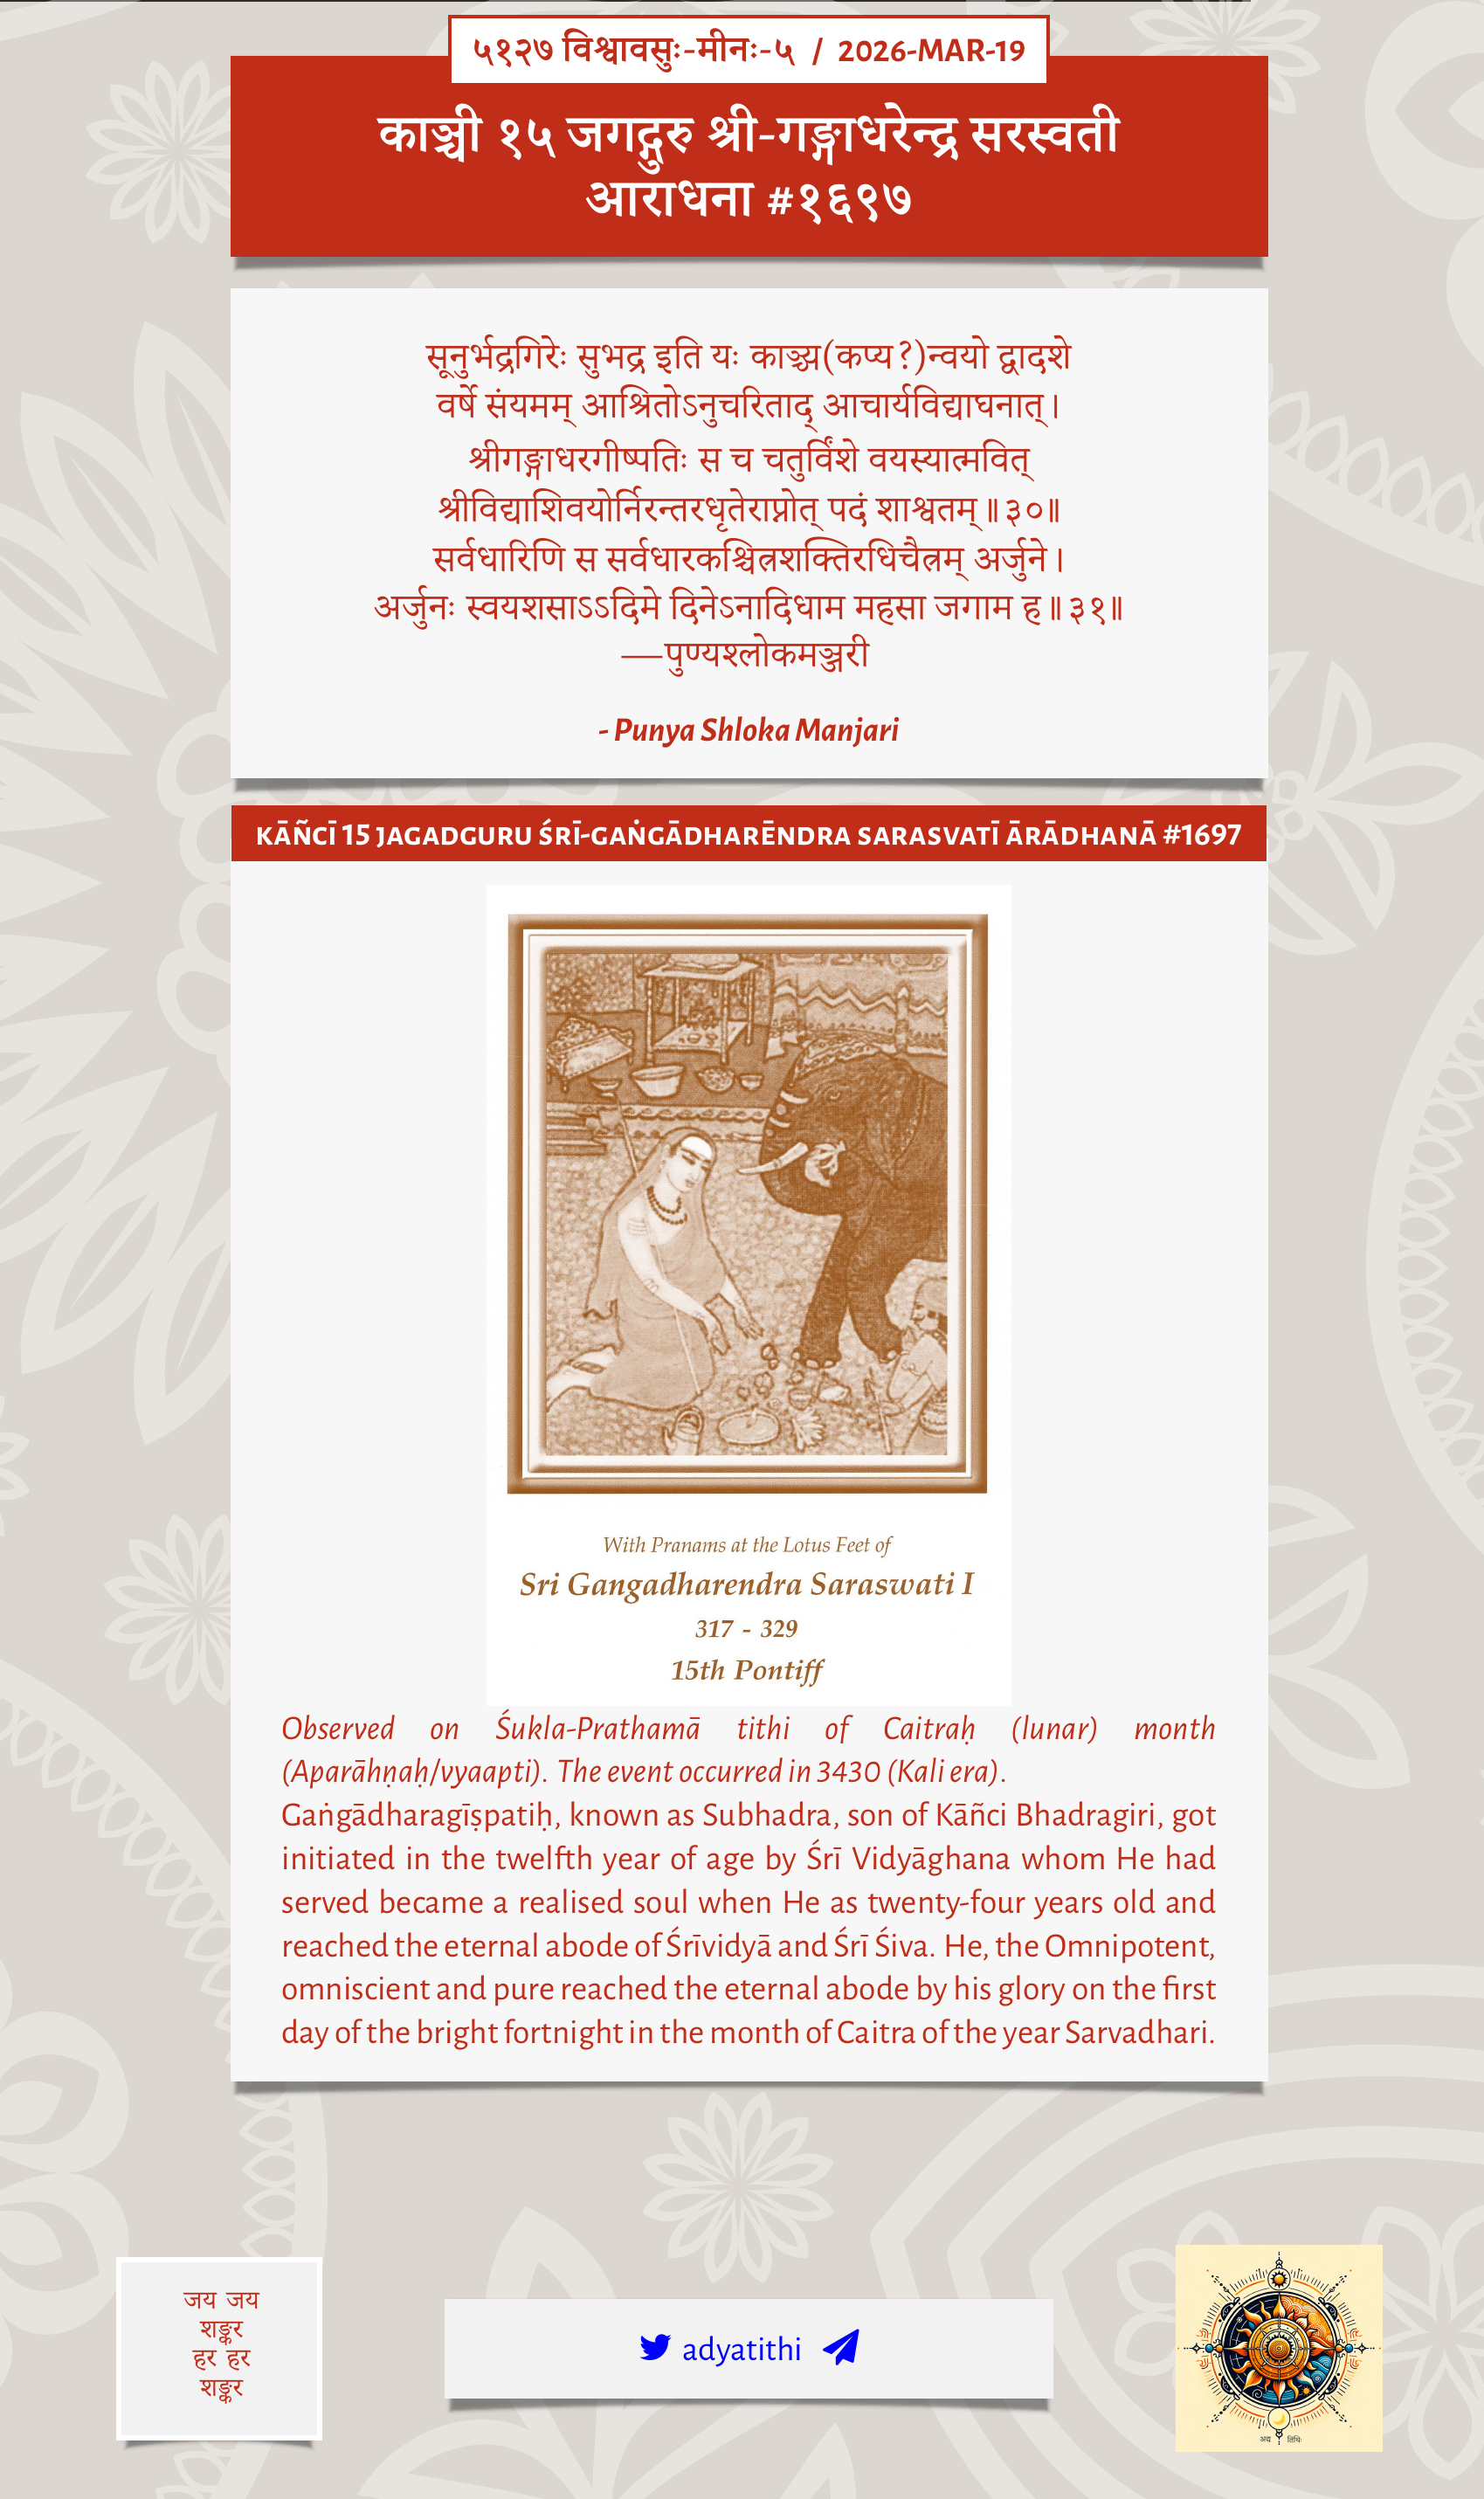 ५१२७ विश्वावसुः-मीनः-५ / 2026-MAR-19
काञ्ची १५ जगद्गुरु श्री-गङ्गाधरेन्द्र सरस्वती
आराधना #१६९७
सूनुर्भद्रगिरेः सुभद्र इति यः काञ्च्य(कप्य?)न्वयो द्वादशे
वर्षे संयमम् आश्रितोऽनुचरिताद् आचार्यविद्याघनात्।
श्रीगङ्गाधरगीष्पतिः स च चतुर्विंशे वयस्यात्मवित्
श्रीविद्याशिवयोर्निरन्तरधृतेराप्नोत् पदं शाश्वतम्॥३०॥
सर्वधारिणि स सर्वधारकश्चित्रशक्तिरधिचैत्रम् अर्जुने।
अर्जुनः स्वयशसाऽऽदिमे दिनेऽनादिधाम महसा जगाम ह॥३१॥
—पुण्यश्लोकमञ्जरी
- Punya Shloka Manjari
KĀÑCĪ 15 JAGADGURU ŚRĪ-GAṄGĀDHARĒNDRA SARASVATĪ ĀRĀDHANĀ #1697
With Pranams at the Lotus Feet of
Sri Gangadharendra Saraswati I
317 - 329
15th Pontiff
Observed on Śukla-Prathamā tithi of Caitraḥ (lunar) month
(Aparāhṇaḥ/vyaapti). The event occurred in 3430 (Kali era).
Gaṅgādharagīṣpatiḥ, known as Subhadra, son of Kāñci Bhadragiri, got
initiated in the twelfth year of age by Śrī Vidyāghana whom He had
served became a realised soul when He as twenty-four years old and
reached the eternal abode of Śrīvidyā and Śrī Śiva. He, the Omnipotent,
omniscient and pure reached the eternal abode by his glory on the first
day of the bright fortnight in the month of Caitra of the year Sarvadhari.
जय जय
शङ्कर
हर हर
शङ्कर
adyatithi
अद्य तिथिः